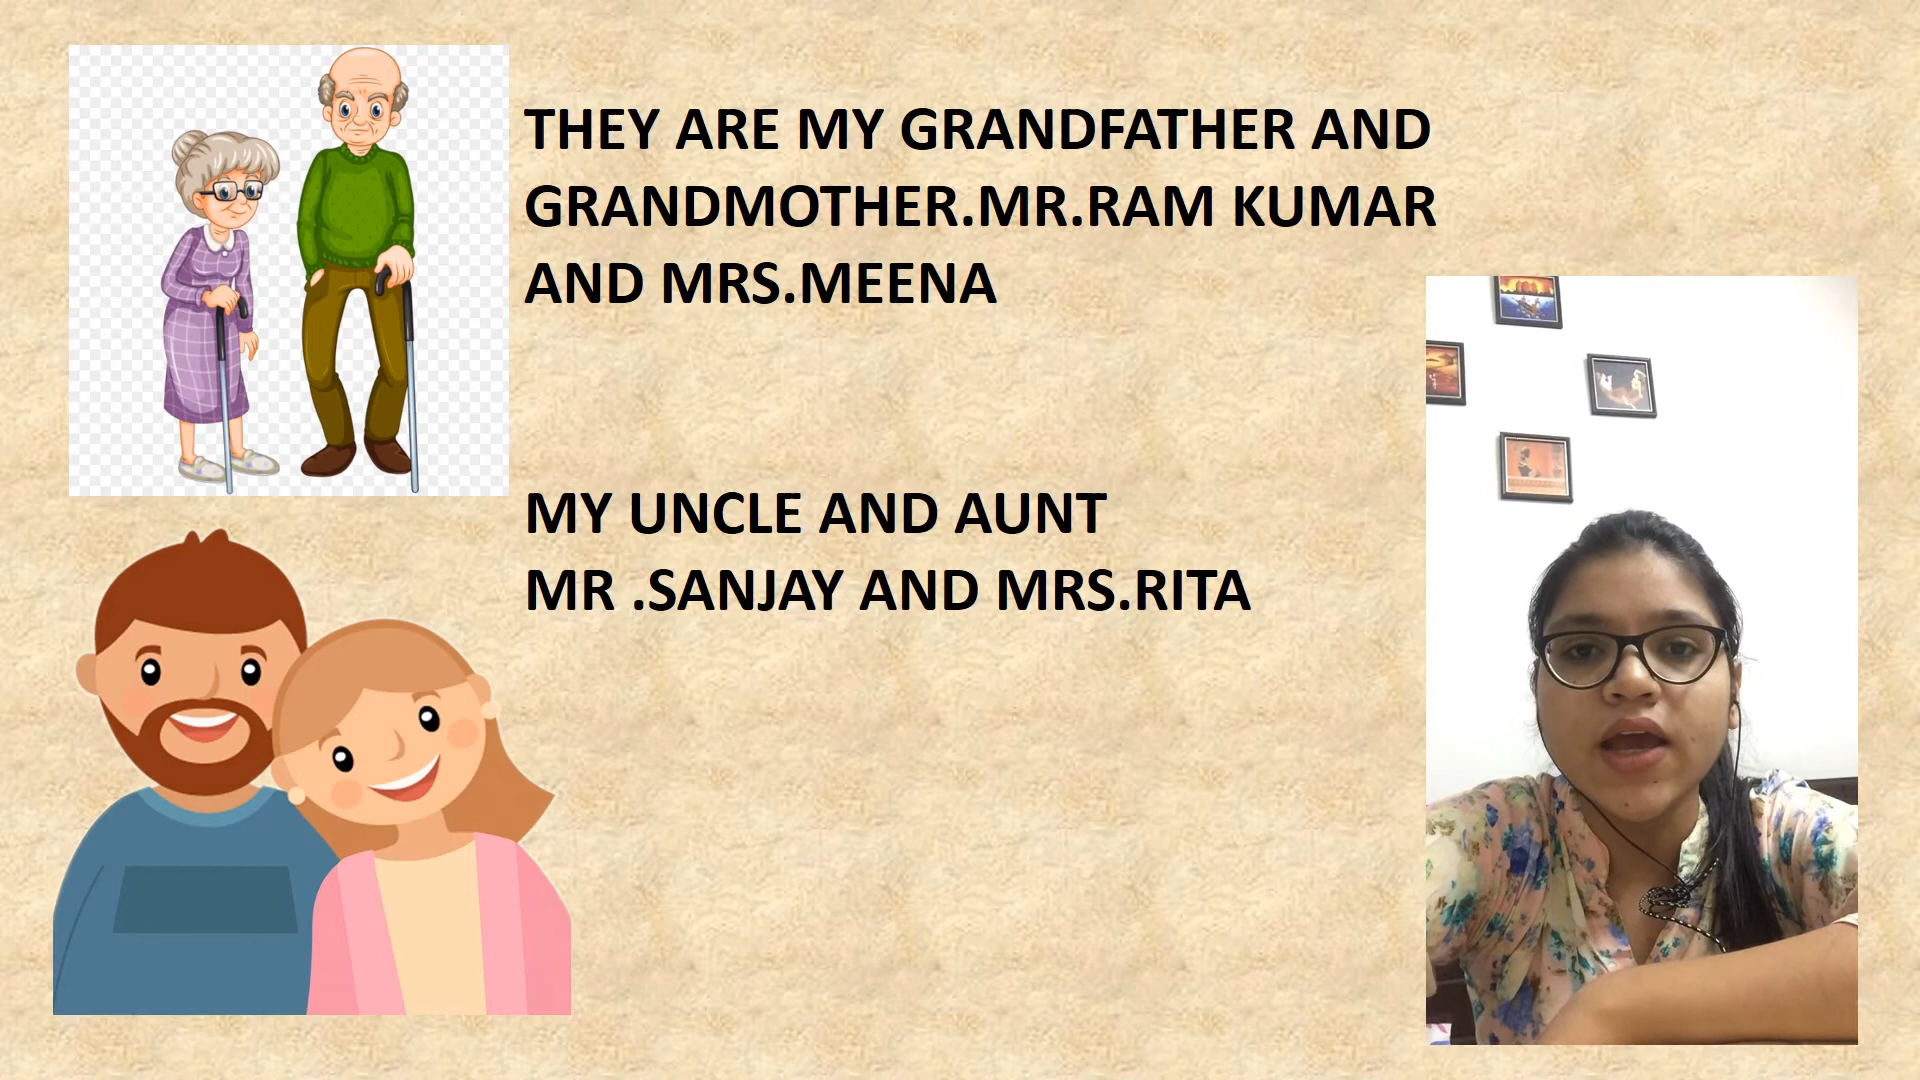 THEY ARE MY GRANDFATHER AND
GRANDMOTHER.MR.RAM KUMAR
AND MRS.MEENA
MY UNCLE AND AUNT
MR .SANJAY AND MRS.RITA